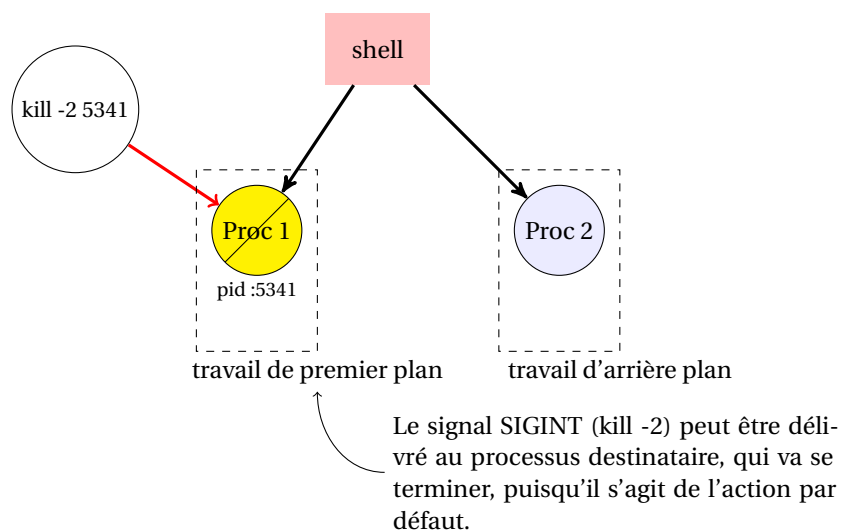 shell
kill -2 5341
Proc 1
Proc 2
pid :5341
travail de premier plan
travail d'arrière plan
Le signal SIGINT (kill -2) peut être déli-
vré au processus destinataire, qui va se
terminer, puisqu'il s'agit de l'action par
défaut.